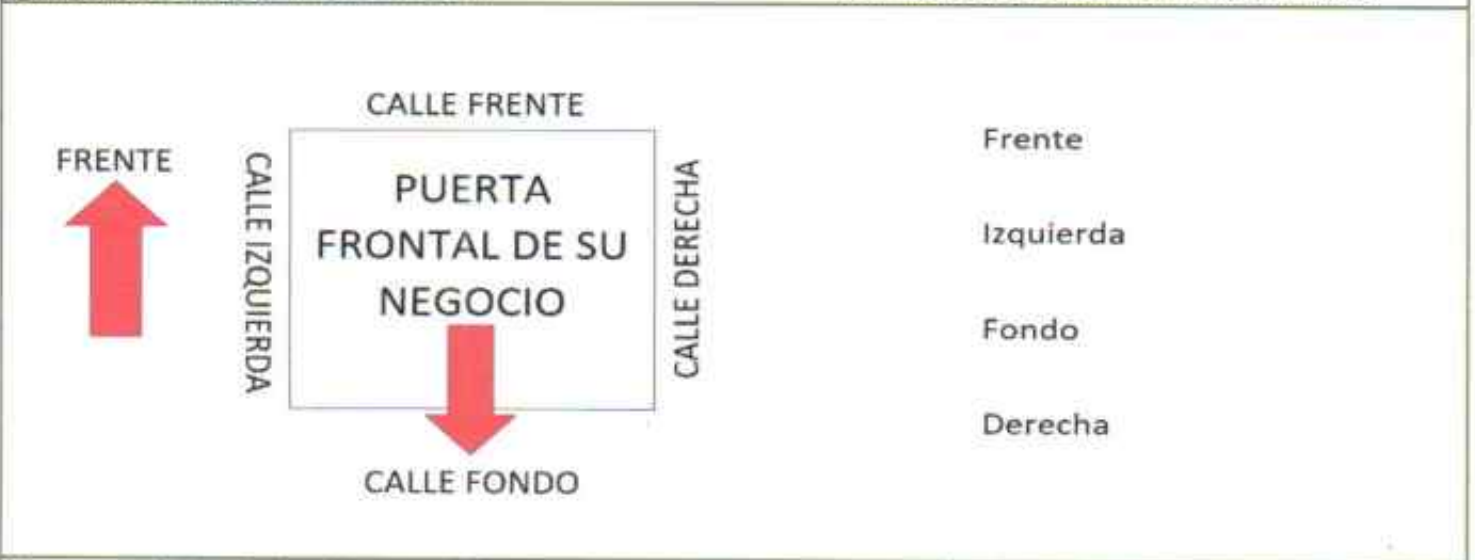 CALLE FRENTE
FRENTE
CALLE IZQUIERDA
PUERTA
FRONTAL DE SU
NEGOCIO
CALLE DERECHA
CALLE FONDO
Frente
Izquierda
Fondo
Derecha